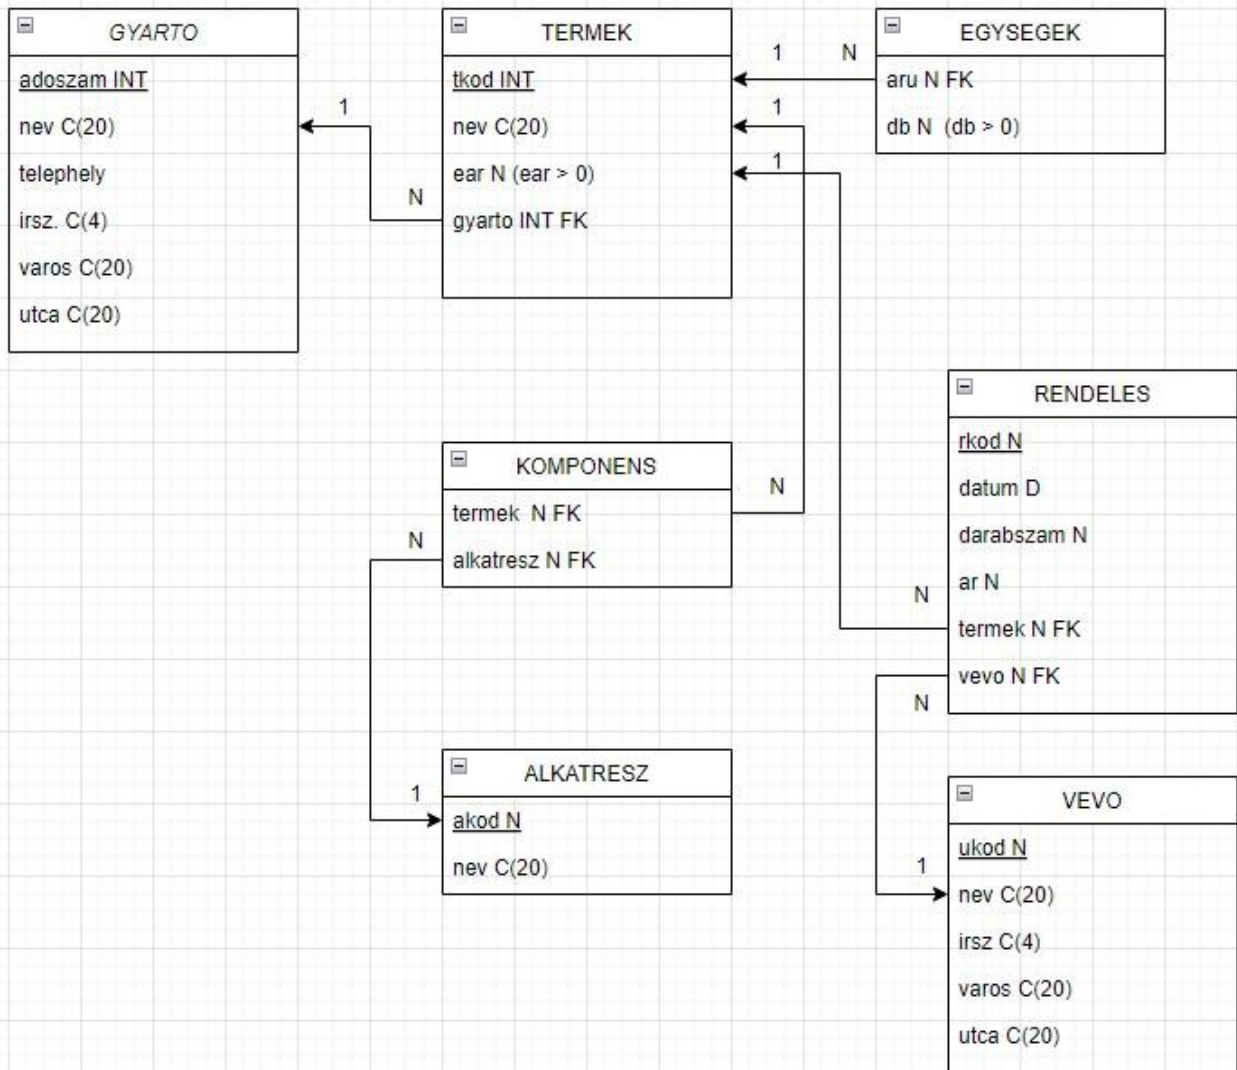 GYARTO
adoszam INT
nev C(20)
telephely
irsz. C(4)
varos C(20)
utca C(20)
1
N
TERMEK
tkod INT
nev C(20)
ear N (ear > 0)
gyarto INT FK
1
N
1
1
EGYSEGEK
aru N FK
db N (db > 0)
KOMPONENS
termek N FK
alkatresz N FK
N
N
1
ALKATRESZ
akod N
nev C(20)
RENDELES
rkod N
datum D
darabszam N
ar N
termek N FK
vevo N FK
N
N
1
VEVO
ukod N
nev C(20)
irsz C(4)
varos C(20)
utca C(20)